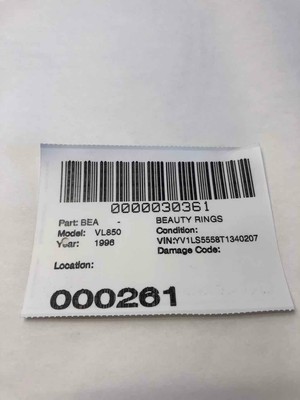 0000030361
Part: BEA - BEAUTY RINGS
Model: VL850 Condition:
Year: 1996 VIN:YV1LS5558T1340207
Damage Code:
Location:
000261